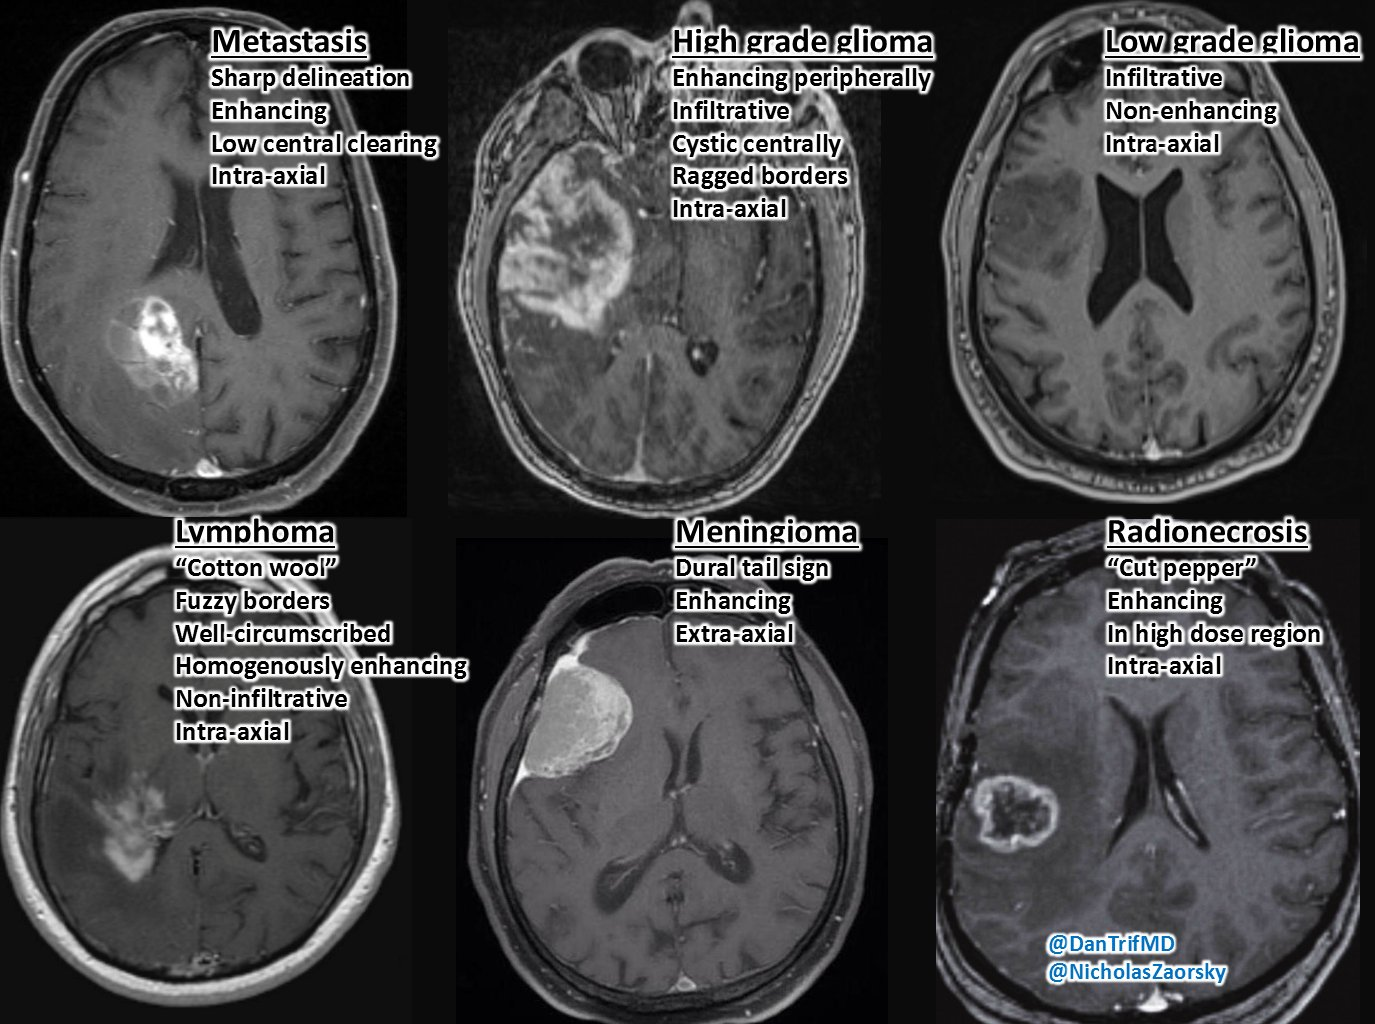 Metastasis
Sharp delineation
Enhancing
Low central clearing
Intra-axial
High grade glioma
Enhancing peripherally
Infiltrative
Cystic centrally
Ragged borders
Intra-axial
Low grade glioma
Infiltrative
Non-enhancing
Intra-axial
Lymphoma
“Cotton wool”
Fuzzy borders
Well-circumscribed
Homogenously enhancing
Non-infiltrative
Intra-axial
Meningioma
Dural tail sign
Enhancing
Extra-axial
Radionecrosis
“Cut pepper”
Enhancing
In high dose region
Intra-axial
@DanTrifMD
@NicholasZaorsky